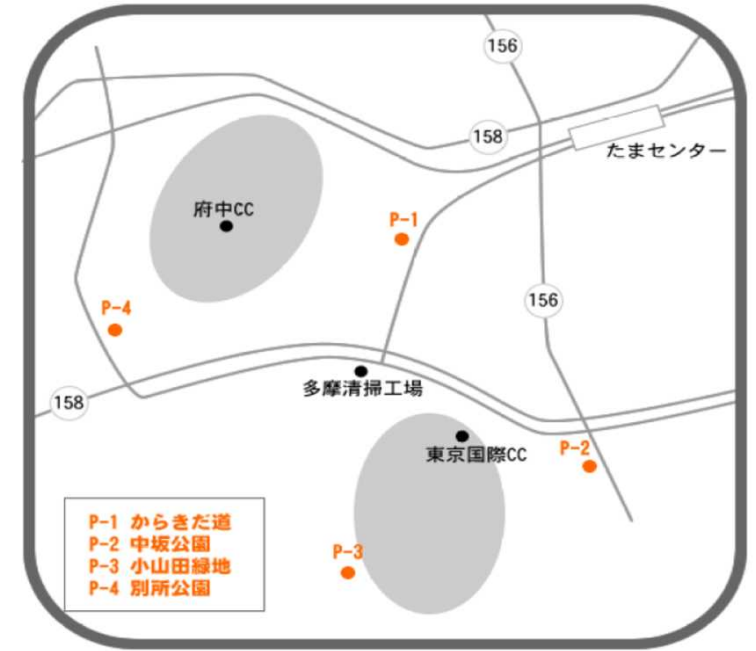 156
158
たまセンター
府中CC
P-1
156
P-4
多摩清掃工場
158
東京国際CC
P-2
P-3
P-1 からきだ道
P-2 中坂公園
P-3 小山田緑地
P-4 別所公園